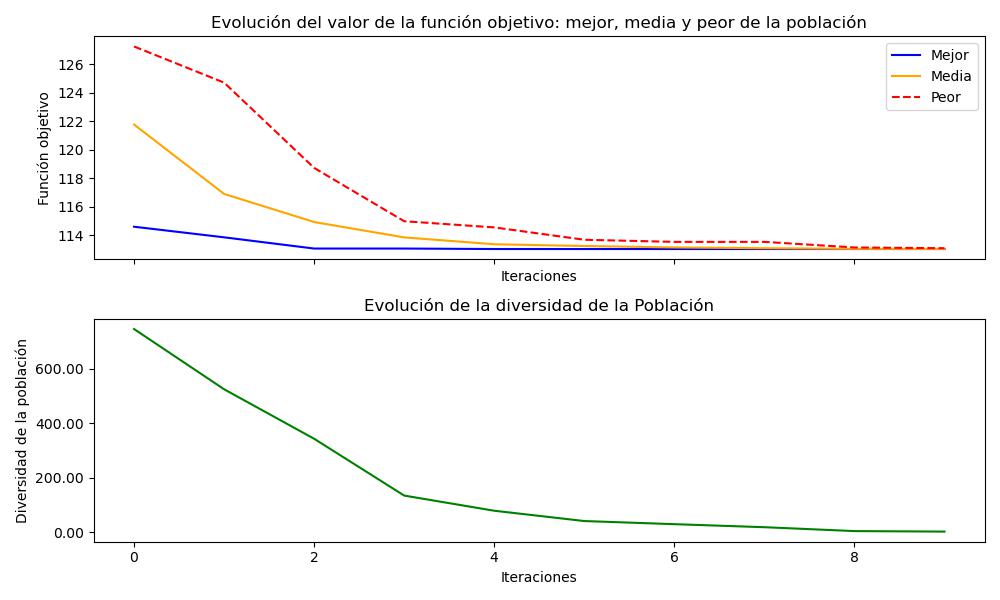 Evolución del valor de la función objetivo: mejor, media y peor de la población
Función objetivo
126
124
122
120
118
116
114
Mejor
Media
Peor
Iteraciones
Evolución de la diversidad de la Población
Diversidad de la población
600.00
400.00
200.00
0.00
0 2 4 6 8
Iteraciones